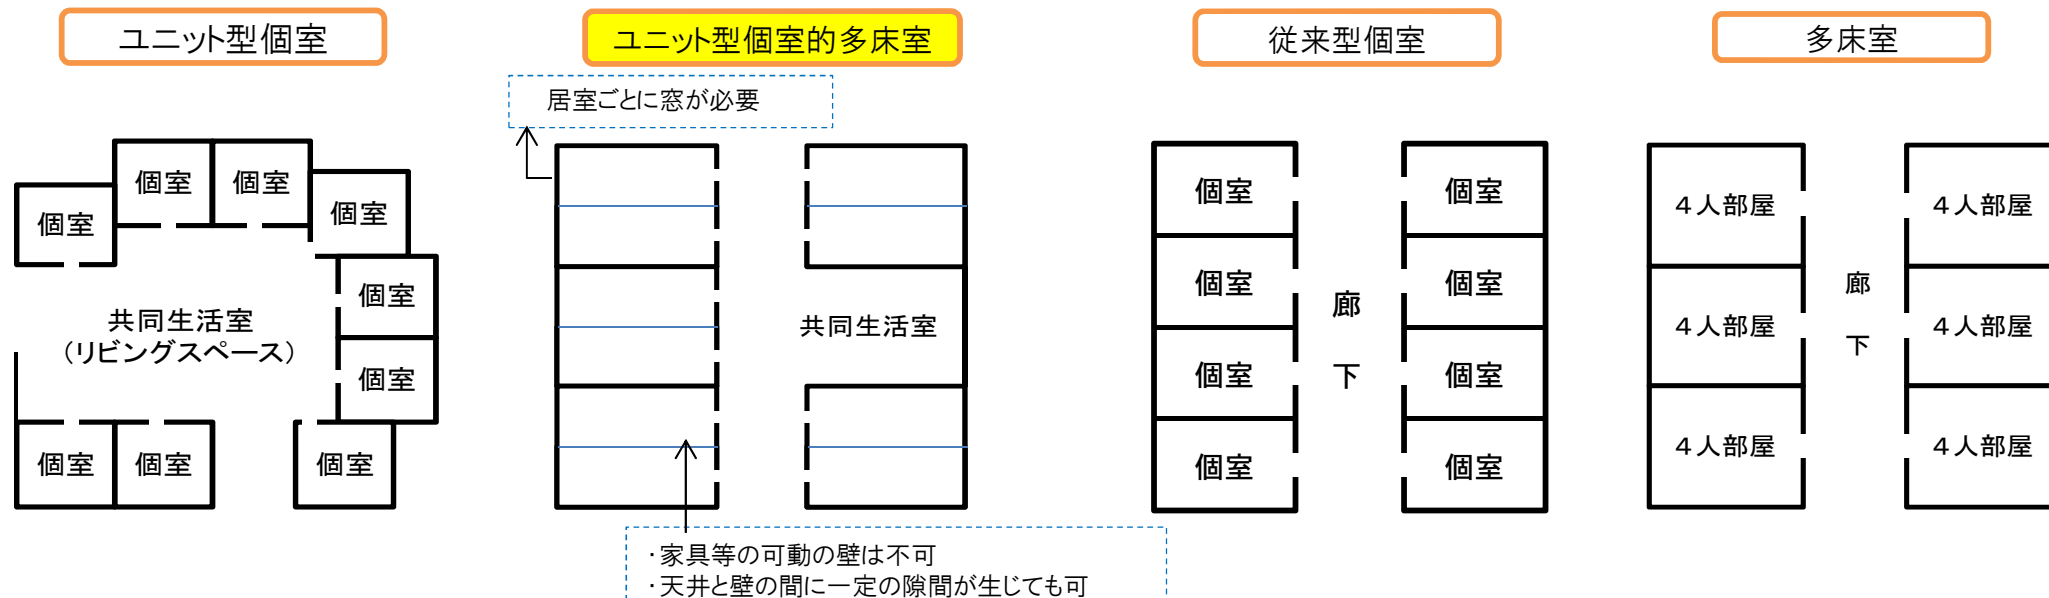 ユニット型個室
ユニット型個室的多床室
従来型個室
多床室
居室ごとに窓が必要
個室
個室
個室
個室
個室
個室
個室
個室
個室
共同生活室
（リビングスペース）
共同生活室
・家具等の可動の壁は不可
・天井と壁の間に一定の隙間が生じても可
個室
個室
個室
個室
個室
個室
個室
個室
廊
下
４人部屋
４人部屋
４人部屋
４人部屋
４人部屋
４人部屋
廊
下